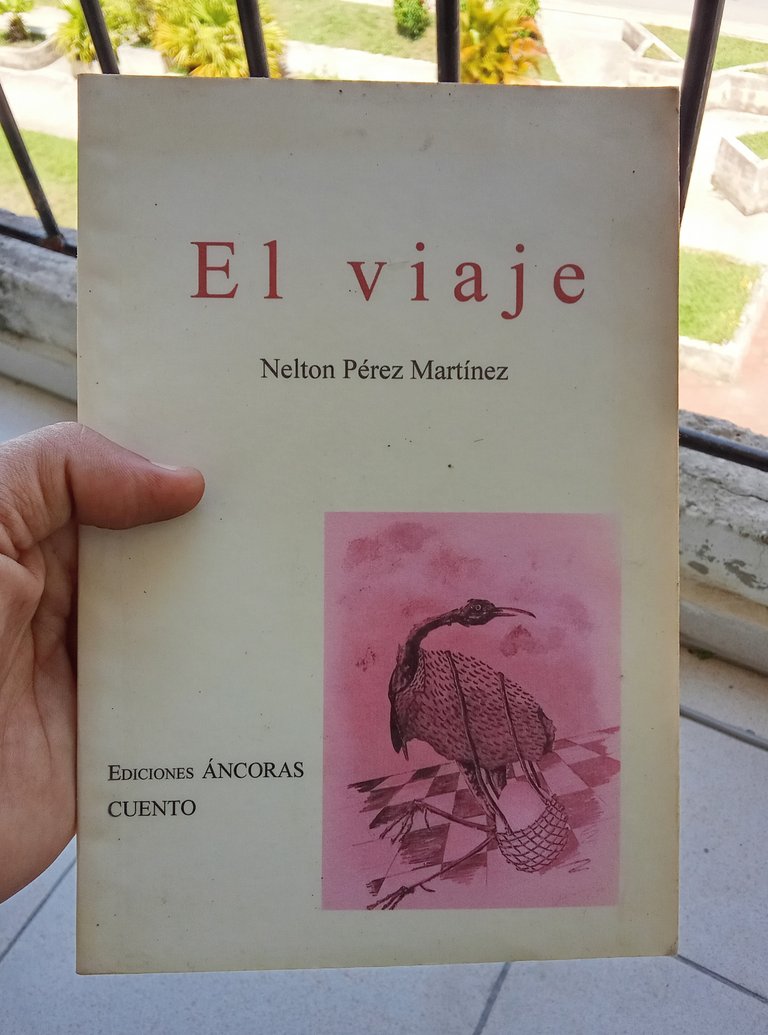 El viaje
Nelton Pérez Martínez
EDICIONES ÁNCORAS
CUENTO